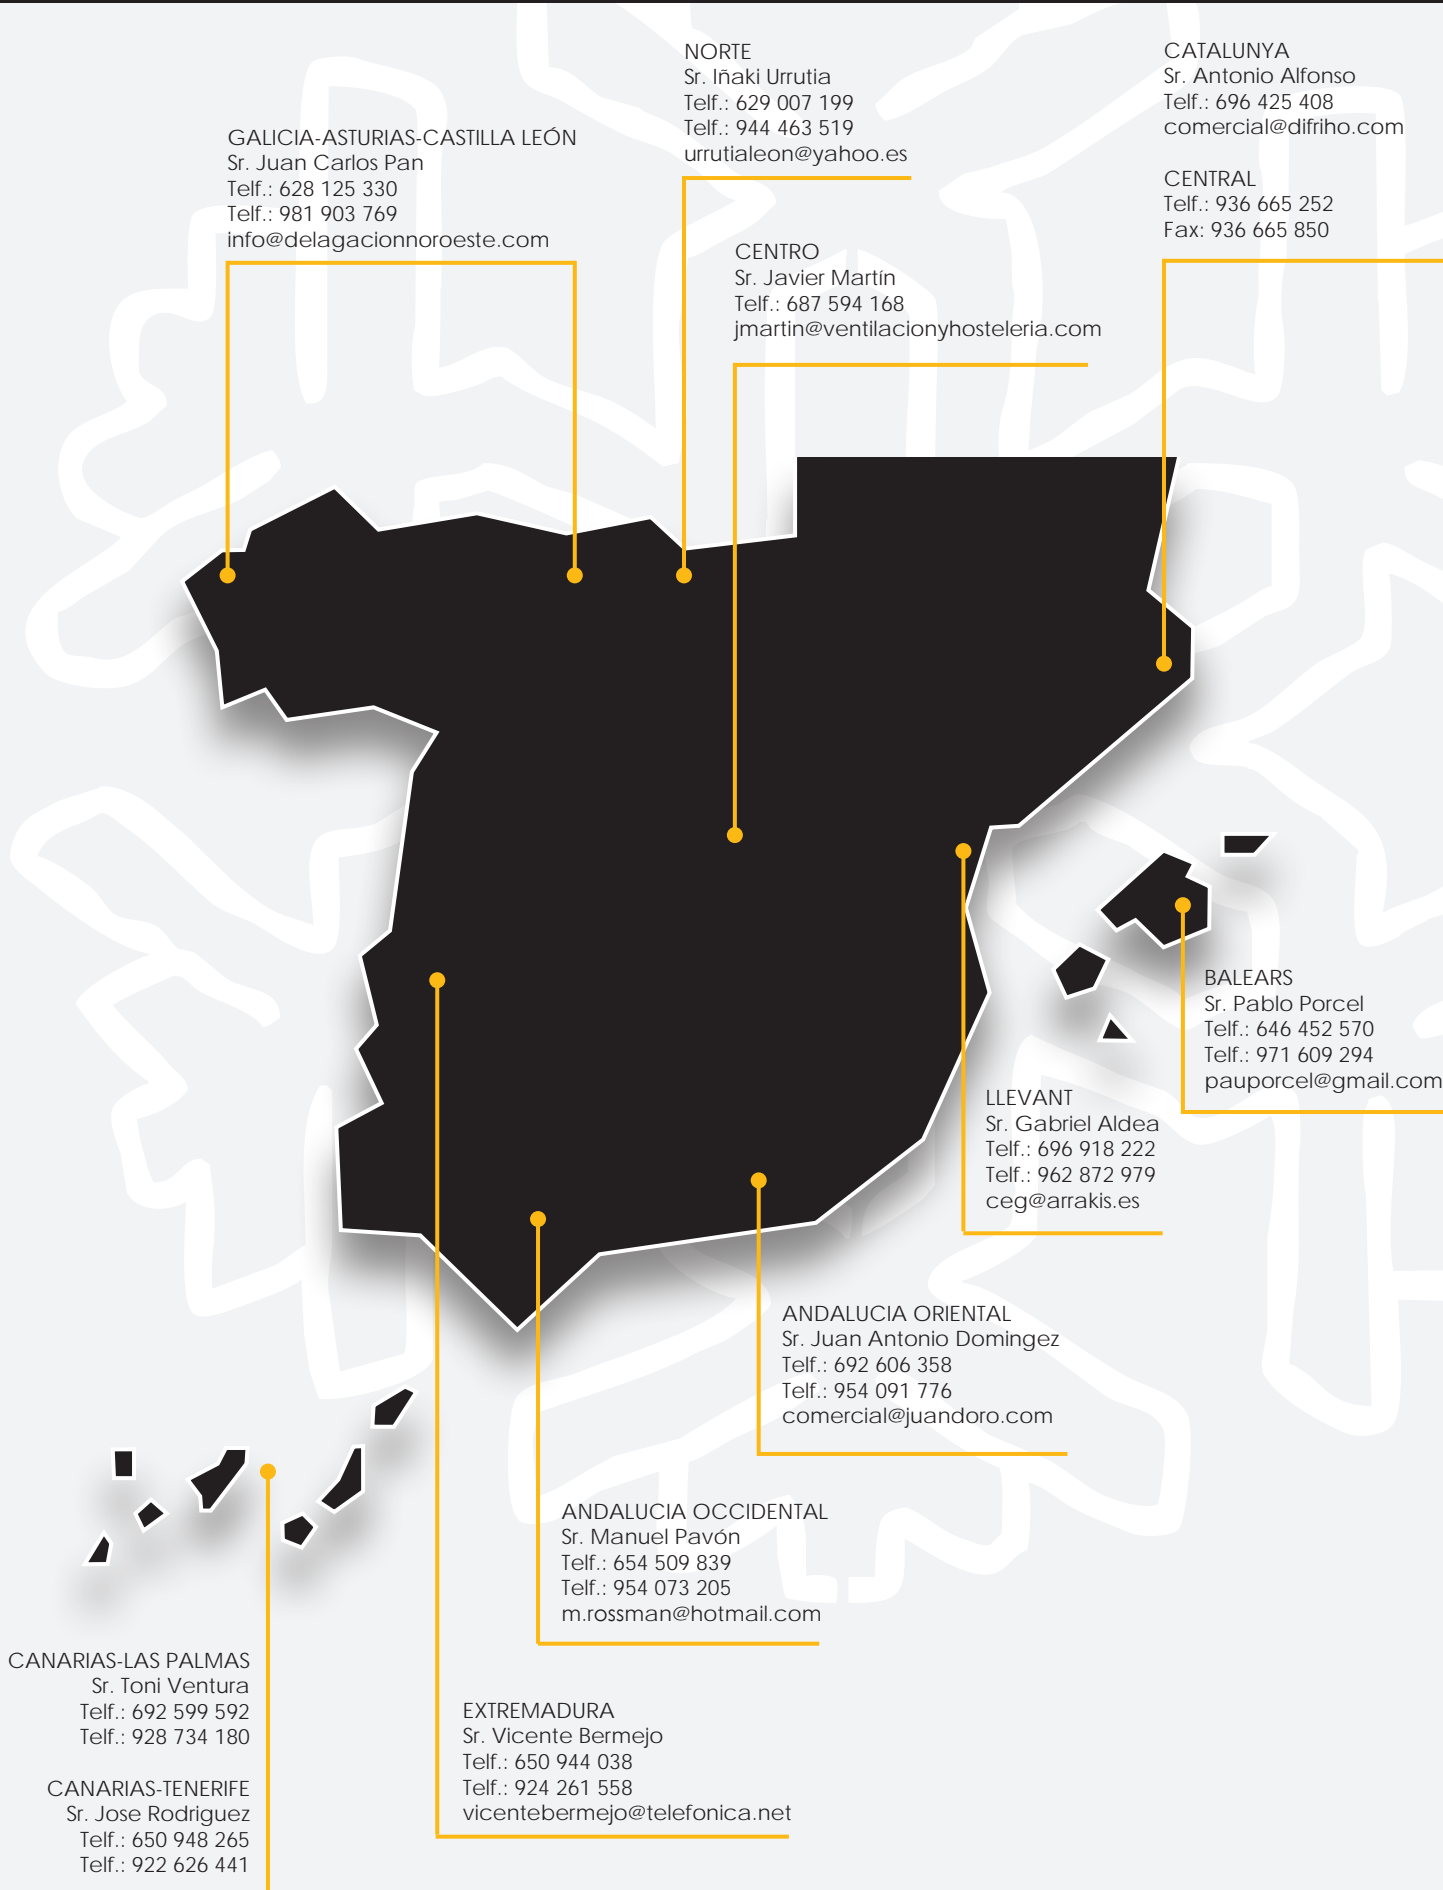 NORTE
Sr. Iñaki Urrutia
Telf.: 629 007 199
Telf.: 944 463 519
urrutialeon@yahoo.es
CATALUNYA
Sr. Antonio Alfonso
Telf.: 696 425 408
comercial@difriho.com
CENTRAL
Telf.: 936 665 252
Fax: 936 665 850
GALICIA-ASTURIAS-CASTILLA LEÓN
Sr. Juan Carlos Pan
Telf.: 628 125 330
Telf.: 981 903 769
info@delagacionnoroeste.com
CENTRO
Sr. Javier Martín
Telf.: 687 594 168
jmartin@ventilacionyhosteleria.com
BALEARS
Sr. Pablo Porcel
Telf.: 646 452 570
Telf.: 971 609 294
pauporcel@gmail.com
LLEVANT
Sr. Gabriel Aldea
Telf.: 696 918 222
Telf.: 962 872 979
ceg@arrakis.es
ANDALUCIA ORIENTAL
Sr. Juan Antonio Domingez
Telf.: 692 606 358
Telf.: 954 091 776
comercial@juandoro.com
ANDALUCIA OCCIDENTAL
Sr. Manuel Pavón
Telf.: 654 509 839
Telf.: 954 073 205
m.rossman@hotmail.com
CANARIAS-LAS PALMAS
Sr. Toni Ventura
Telf.: 692 599 592
Telf.: 928 734 180
CANARIAS-TENERIFE
Sr. Jose Rodriguez
Telf.: 650 948 265
Telf.: 922 626 441
EXTREMADURA
Sr. Vicente Bermejo
Telf.: 650 944 038
Telf.: 924 261 558
vicentebermejo@telefonica.net